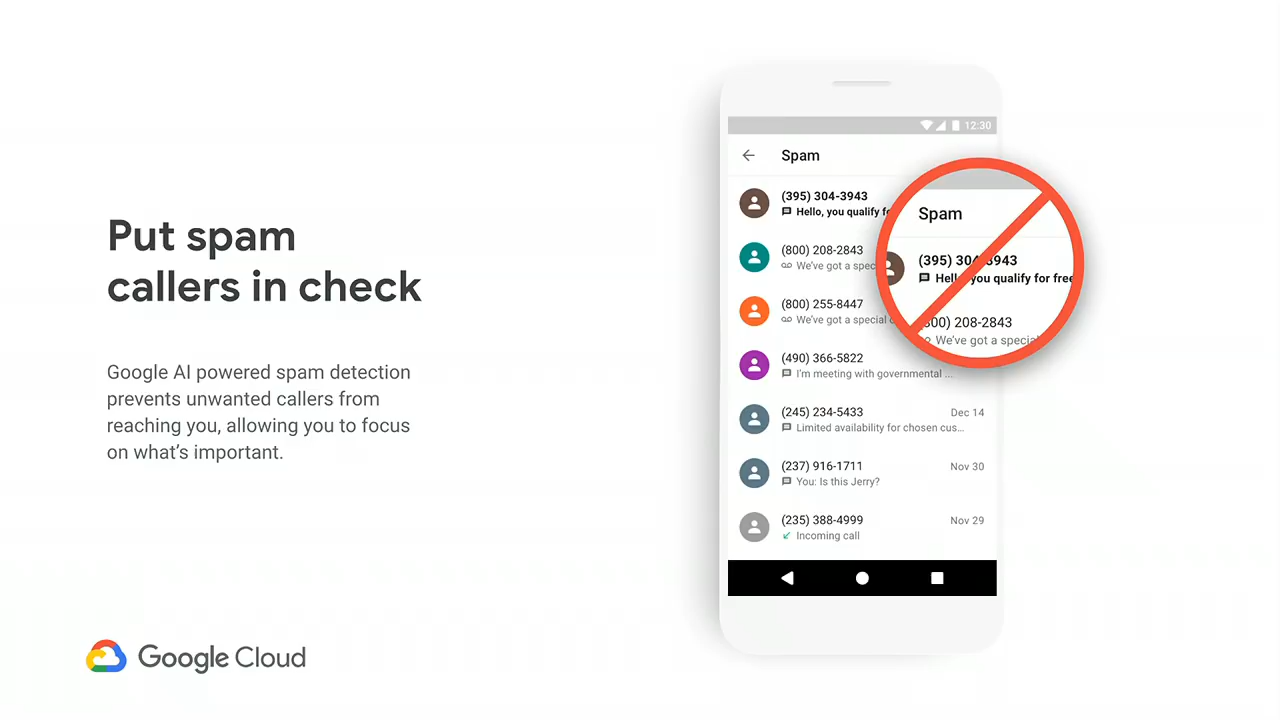 Put spam
callers in check
Google AI powered spam detection
prevents unwanted callers from
reaching you, allowing you to focus
on what's important.
Google Cloud
12:30
Spam
(395) 304-3943
Hello, you qualify
(800) 208-2843
We've got a spec
(800) 255-8447
We've got a special
(490) 366-5822
I'm meeting with governmental ...
(245) 234-5433 Dec 14
Limited availability for chosen cus...
(237) 916-1711 Nov 30
You: Is this Jerry?
(235) 388-4999 Nov 29
Incoming call
Spam
(395) 304-3943
Hello, you qualify for free
(800) 208-2843
We've got a special